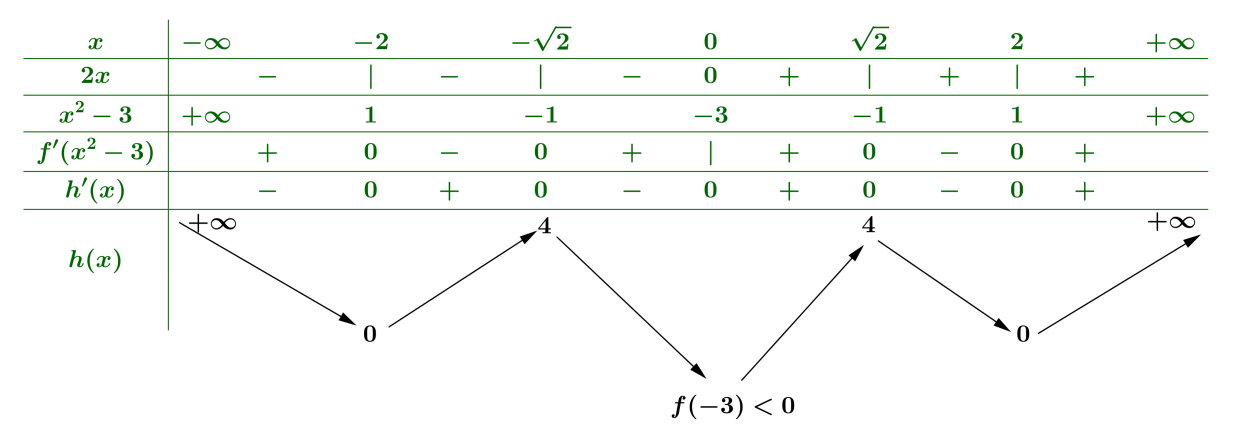 x −∞ −2 −√2 0 √2 2 +∞
2x − | − | − 0 + | + | +
x² − 3 +∞ 1 −1 −3 −1 1 +∞
f′(x² − 3) + 0 − 0 + | + 0 − 0 +
h′(x) − 0 + 0 − 0 + 0 − 0 +
+∞ 4 4 +∞
h(x)
0 0
f(−3) < 0